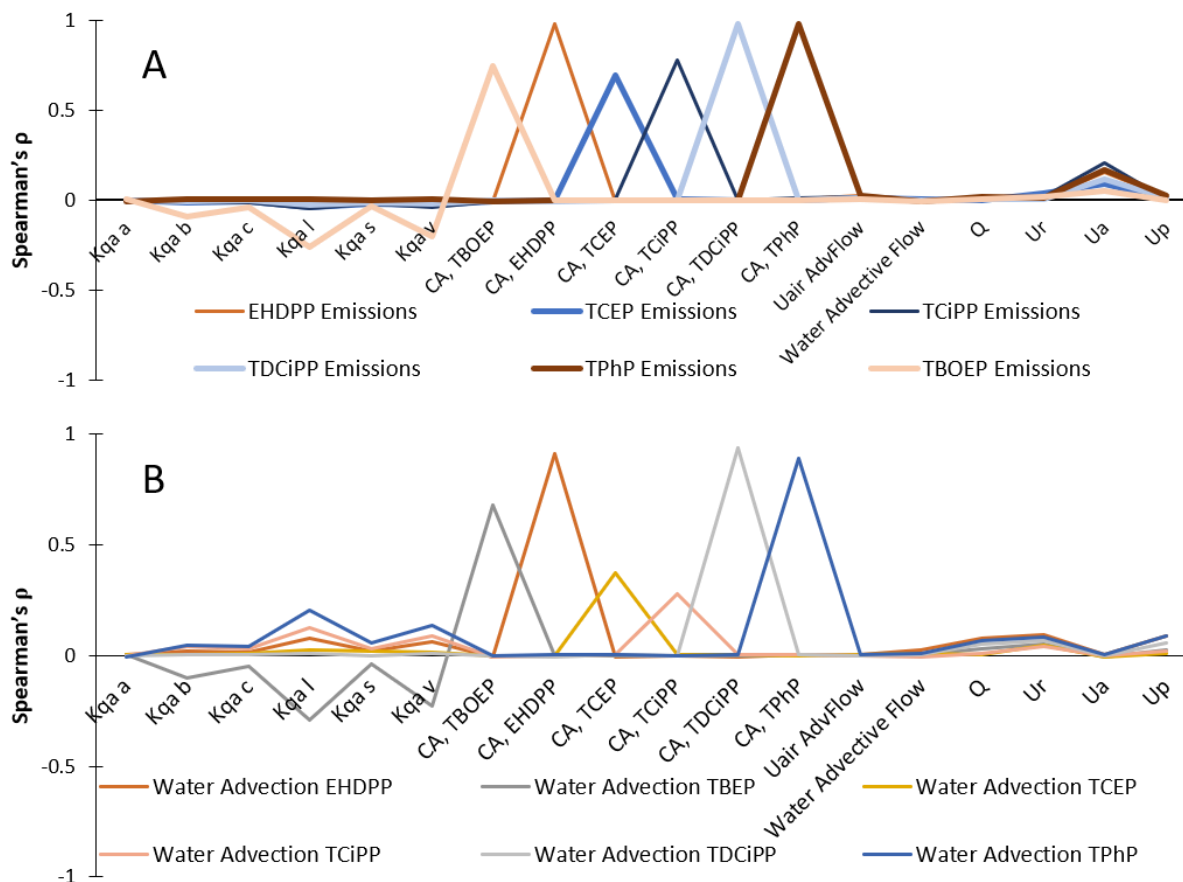 A
Spearman's ρ
1
0.5
0
-0.5
-1
Kqa a
Kqa b
Kqa c
Kqa l
Kqa s
Kqa v
CA, TBOEP
CA, EHDPP
CA, TCEP
CA, TCiPP
CA, TDCiPP
CA, TPhP
Uair AdvFlow
Water Advective Flow
Q
Ur
Ua
Up
EHDPP Emissions
TCEP Emissions
TCiPP Emissions
TDCiPP Emissions
TPhP Emissions
TBOEP Emissions
B
Spearman's ρ
1
0.5
0
-0.5
-1
Kqa a
Kqa b
Kqa c
Kqa l
Kqa s
Kqa v
CA, TBOEP
CA, EHDPP
CA, TCEP
CA, TCiPP
CA, TDCiPP
CA, TPhP
Uair AdvFlow
Water Advective Flow
Q
Ur
Ua
Up
Water Advection EHDPP
Water Advection TBEP
Water Advection TCEP
Water Advection TCiPP
Water Advection TDCiPP
Water Advection TPhP